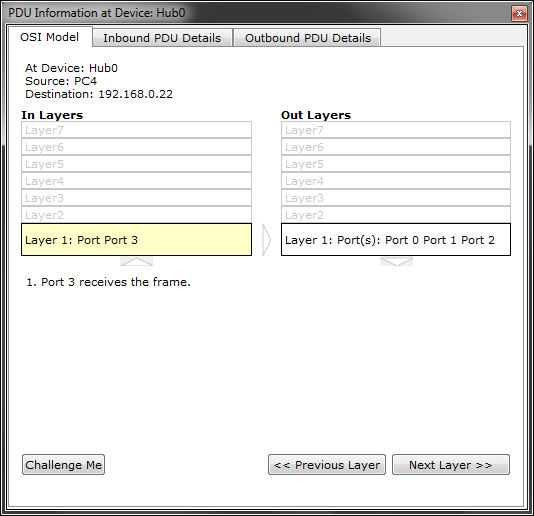 PDU Information at Device: Hub0
OSI Model Inbound PDU Details Outbound PDU Details
At Device: Hub0
Source: PC4
Destination: 192.168.0.22
In Layers Out Layers
Layer7 Layer7
Layer6 Layer6
Layer5 Layer5
Layer4 Layer4
Layer3 Layer3
Layer2 Layer2
Layer 1: Port Port 3 Layer 1: Port(s): Port 0 Port 1 Port 2
1. Port 3 receives the frame.
Challenge Me << Previous Layer Next Layer >>